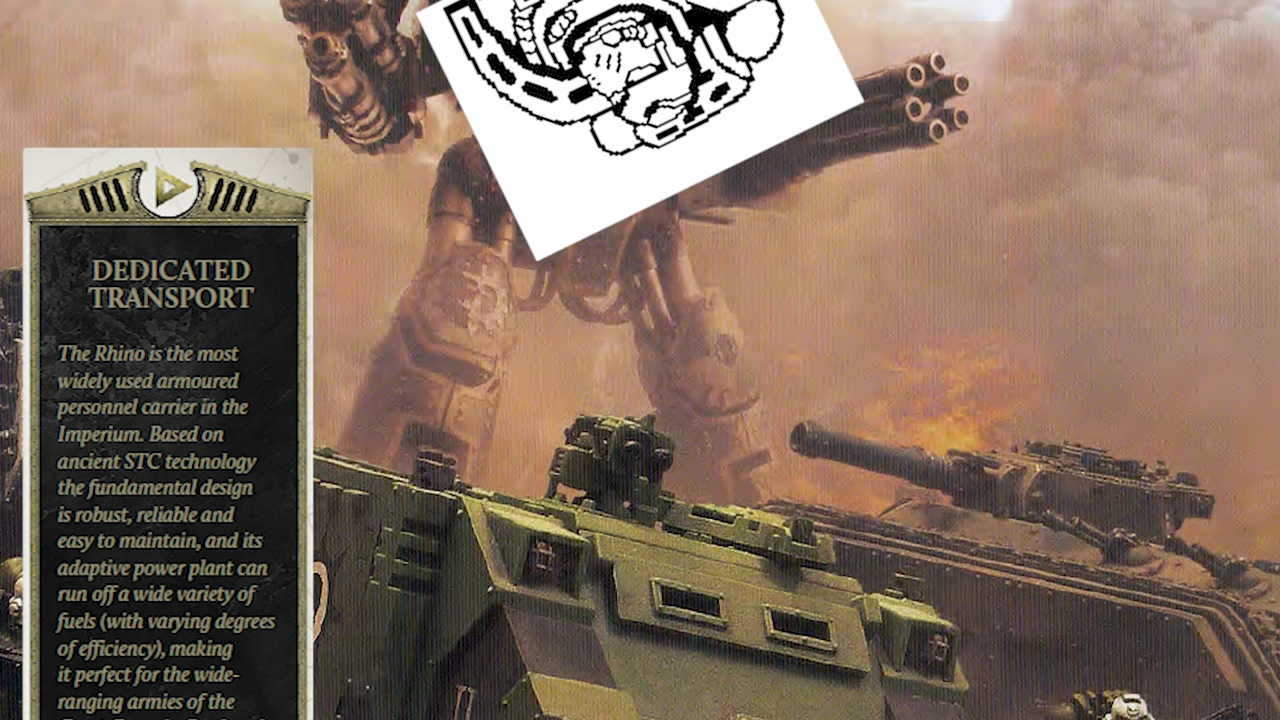 DEDICATED
TRANSPORT
The Rhino is the most
widely used armoured
personnel carrier in the
Imperium. Based on
ancient STC technology
the fundamental design
is robust, reliable and
easy to maintain, and its
adaptive power plant can
run off a wide variety of
fuels (with varying degrees
of efficiency), making
it perfect for the wide-
ranging armies of the